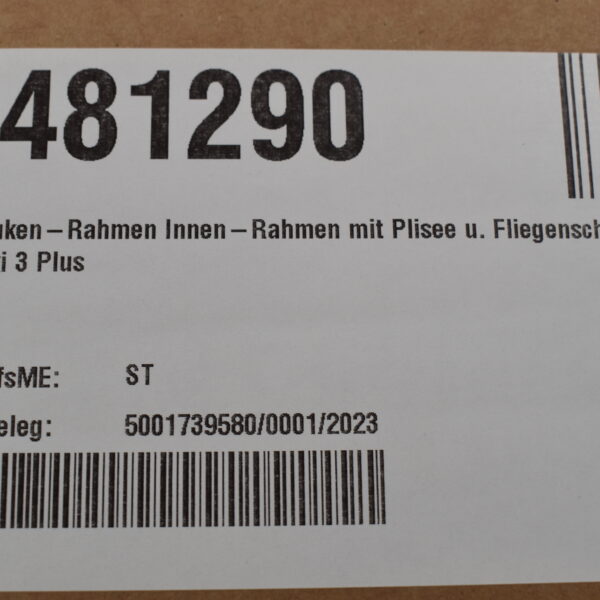 481290
uken–Rahmen Innen–Rahmen mit Plisee u. Fliegensch
i 3 Plus
fsME: ST
eleg: 5001739580/0001/2023